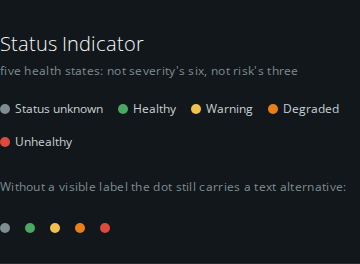 Status Indicator
five health states: not severity's six, not risk's three
Status unknown Healthy Warning Degraded
Unhealthy
Without a visible label the dot still carries a text alternative: